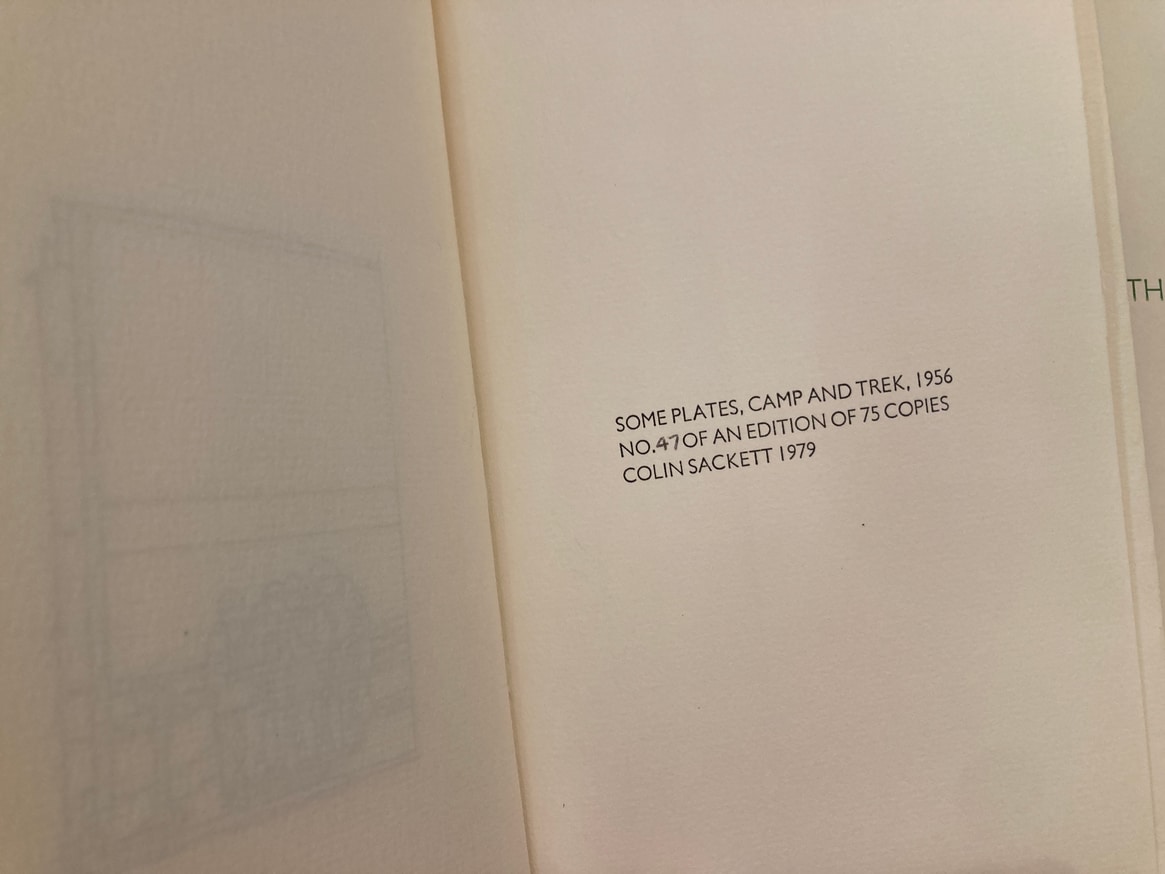 SOME PLATES, CAMP AND TREK, 1956
NO.47 OF AN EDITION OF 75 COPIES
COLIN SACKETT 1979
TH